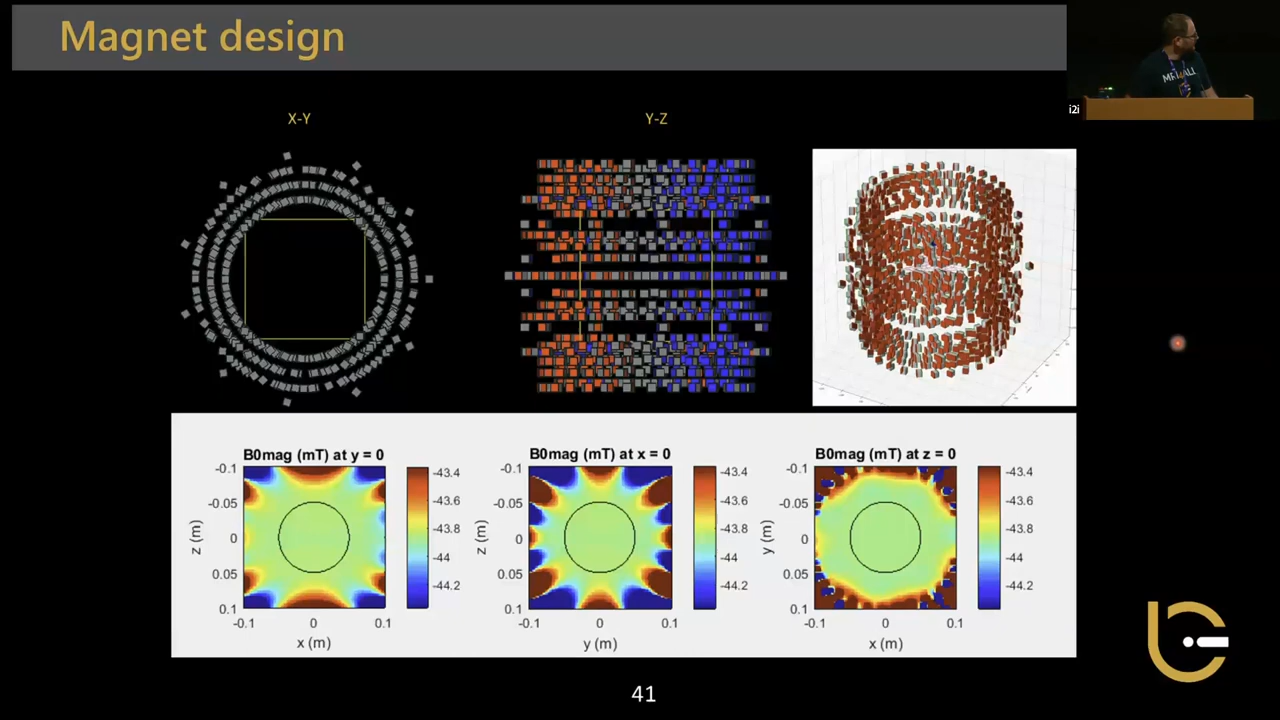 Magnet design
i2i
X-Y
Y-Z
B0mag (mT) at y = 0
-0.1
-0.05
0
0.05
0.1
z (m)
-0.1 0 0.1
x (m)
-43.4
-43.6
-43.8
-44
-44.2
B0mag (mT) at x = 0
-0.1
-0.05
0
0.05
0.1
z (m)
-0.1 0 0.1
y (m)
-43.4
-43.6
-43.8
-44
-44.2
B0mag (mT) at z = 0
-0.1
-0.05
0
0.05
0.1
y (m)
-0.1 0 0.1
x (m)
-43.4
-43.6
-43.8
-44
-44.2
41